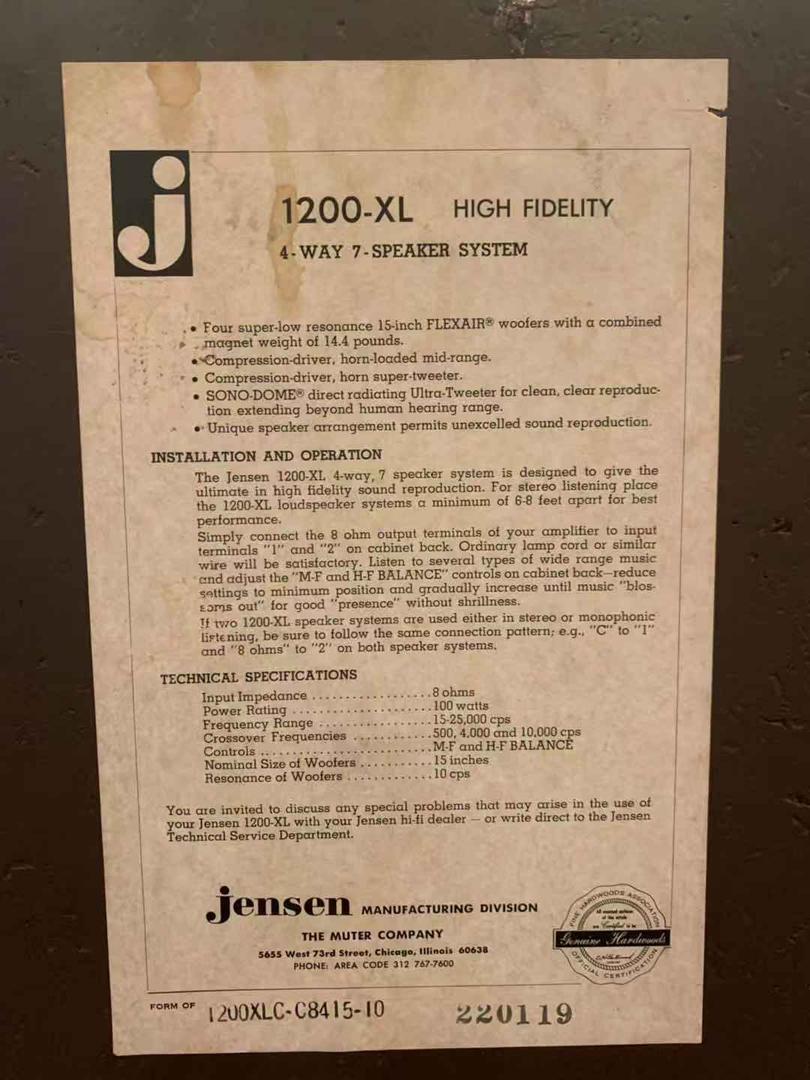 j
1200-XL HIGH FIDELITY
4-WAY 7-SPEAKER SYSTEM
• Four super-low resonance 15-inch FLEXAIR® woofers with a combined
magnet weight of 14.4 pounds.
• Compression-driver, horn-loaded mid-range.
• Compression-driver, horn super-tweeter.
• SONO-DOME® direct radiating Ultra-Tweeter for clean, clear reproduc-
tion extending beyond human hearing range.
• Unique speaker arrangement permits unexcelled sound reproduction.
INSTALLATION AND OPERATION
The Jensen 1200-XL 4-way, 7 speaker system is designed to give the
ultimate in high fidelity sound reproduction. For stereo listening place
the 1200-XL loudspeaker systems a minimum of 6-8 feet apart for best
performance.
Simply connect the 8 ohm output terminals of your amplifier to input
terminals "1" and "2" on cabinet back. Ordinary lamp cord or similar
wire will be satisfactory. Listen to several types of wide range music
and adjust the "M-F and H-F BALANCE" controls on cabinet back—reduce
settings to minimum position and gradually increase until music "blos-
soms out" for good "presence" without shrillness.
If two 1200-XL speaker systems are used either in stereo or monophonic
listening, be sure to follow the same connection pattern; e.g., "C" to "1"
and "8 ohms" to "2" on both speaker systems.
TECHNICAL SPECIFICATIONS
Input Impedance ..................8 ohms
Power Rating .....................100 watts
Frequency Range .................15-25,000 cps
Crossover Frequencies ............500, 4,000 and 10,000 cps
Controls ..........................M-F and H-F BALANCE
Nominal Size of Woofers ...........15 inches
Resonance of Woofers .............10 cps
You are invited to discuss any special problems that may arise in the use of
your Jensen 1200-XL with your Jensen hi-fi dealer — or write direct to the Jensen
Technical Service Department.
jensen MANUFACTURING DIVISION
THE MUTER COMPANY
5655 West 73rd Street, Chicago, Illinois 60638
PHONE: AREA CODE 312 767-7600
FINE HARDWOODS ASSOCIATION
Certified
Genuine Hardwoods
OFFICIAL CERTIFICATION
FORM OF 1200XLC-C8415-10 220119